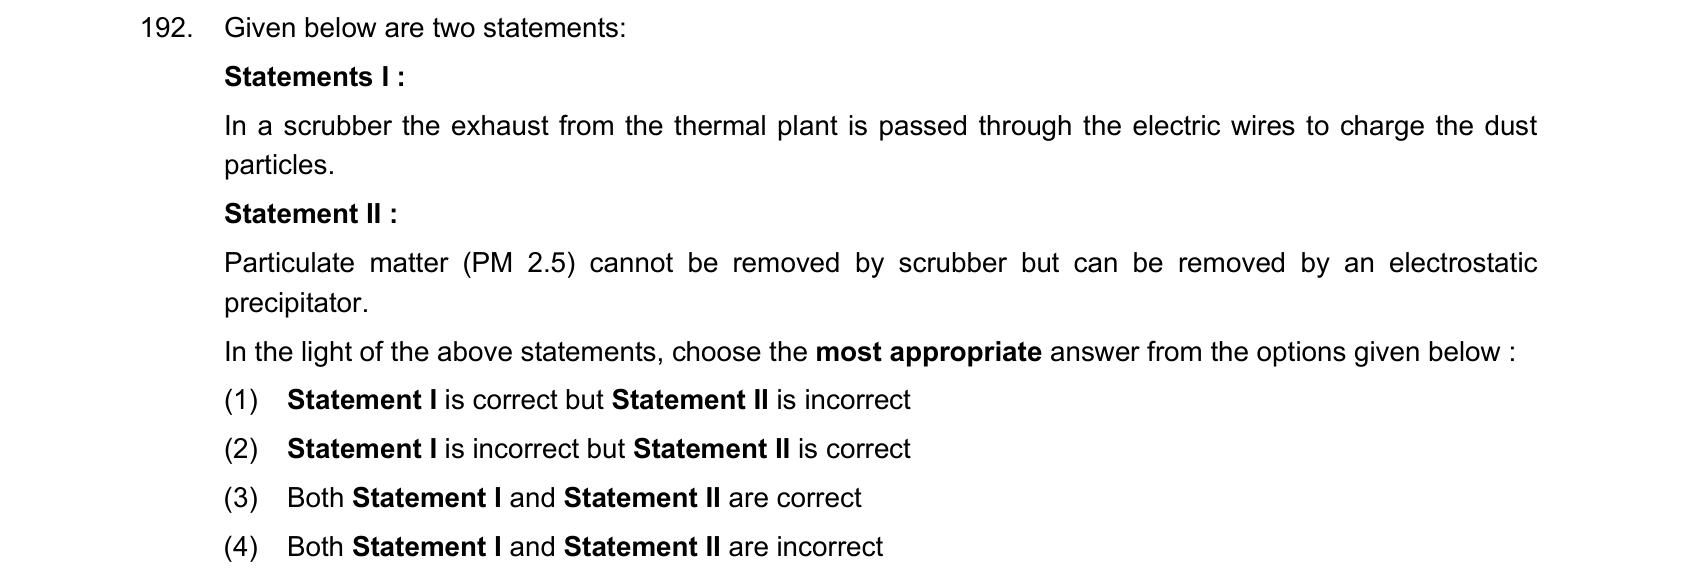 192. Given below are two statements:
Statements I :
In a scrubber the exhaust from the thermal plant is passed through the electric wires to charge the dust
particles.
Statement II :
Particulate matter (PM 2.5) cannot be removed by scrubber but can be removed by an electrostatic
precipitator.
In the light of the above statements, choose the most appropriate answer from the options given below :
(1) Statement I is correct but Statement II is incorrect
(2) Statement I is incorrect but Statement II is correct
(3) Both Statement I and Statement II are correct
(4) Both Statement I and Statement II are incorrect